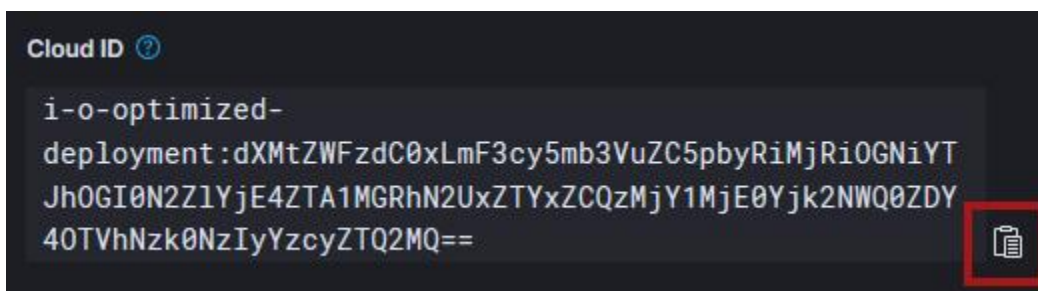 Cloud ID ?
i-o-optimized-
deployment:dXMtZWFzdC0xLmF3cy5mb3VuZC5pbyRiMjRiOGNiYT
JhOGI0N2ZlYjE4ZTA1MGRhN2UxZTYxZCQzMjY1MjE0Yjk2NWQ0ZDY
4OTVhNzk0NzIyYzcyZTQ2MQ==